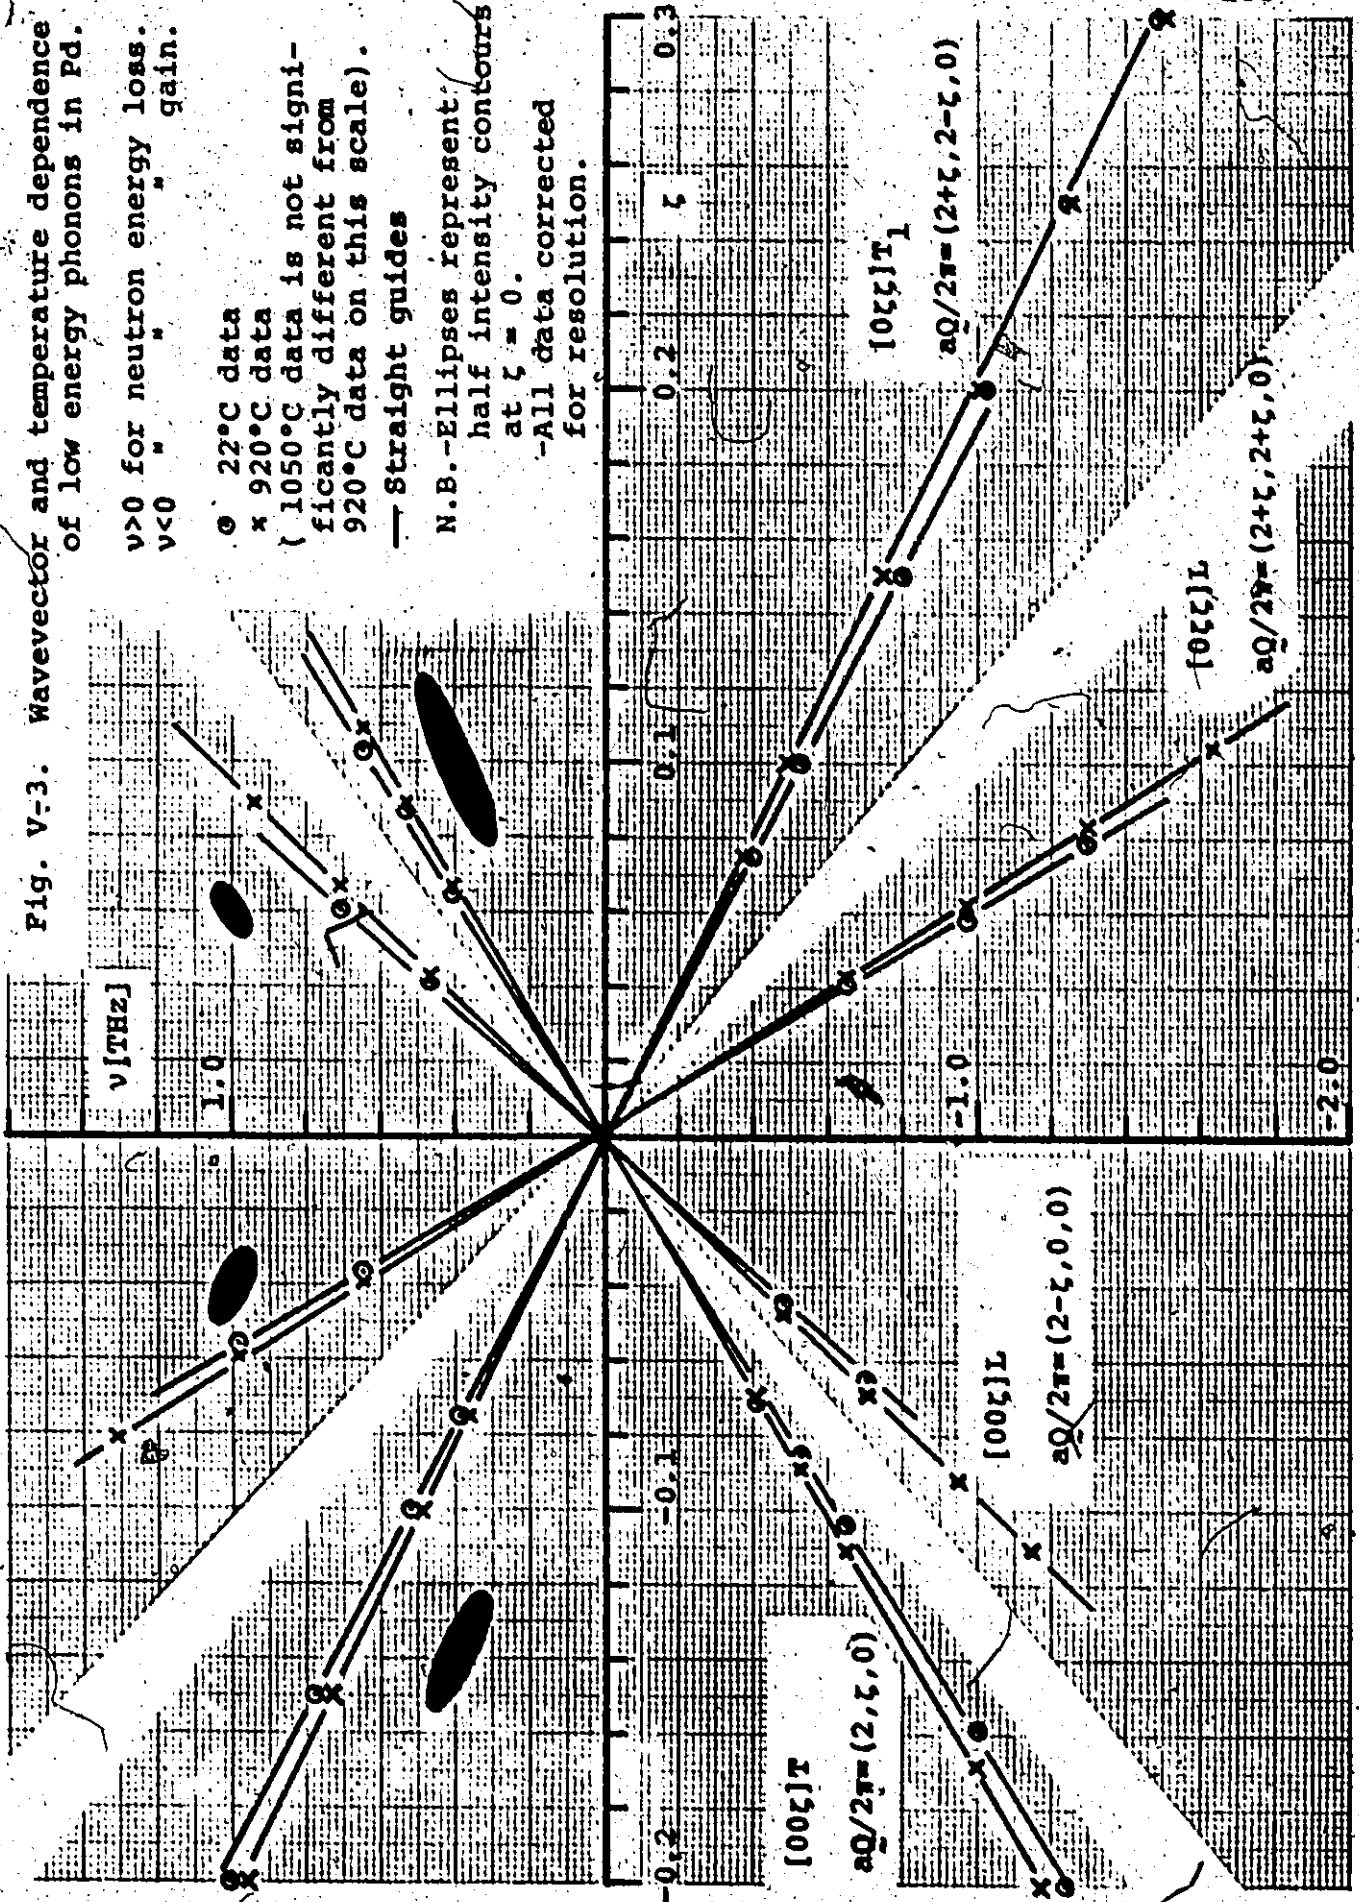 Fig. V-3. Wavevector and temperature dependence
of low energy phonons in Pd.
ν>0 for neutron energy loss.
ν<0 " " " gain.
⊙ 22°C data
× 920°C data
(1050°C data is not signi-
ficantly different from
920°C data on this scale).
— Straight guides
N.B.-Ellipses represent
half intensity contours
at ζ = 0.
-All data corrected
for resolution.
ν[THz]
1.0
-1.0
-2.0
-0.2
-0.1
0.1
0.2
0.3
ζ
[0ζζ]T1
aQ/2π=(2+ζ,2-ζ,0)
[0ζζ]L
aQ/2π=(2+ζ,2+ζ,0)
[00ζ]L
aQ/2π=(2-ζ,0,0)
[00ζ]T
aQ/2π=(2,ζ,0)